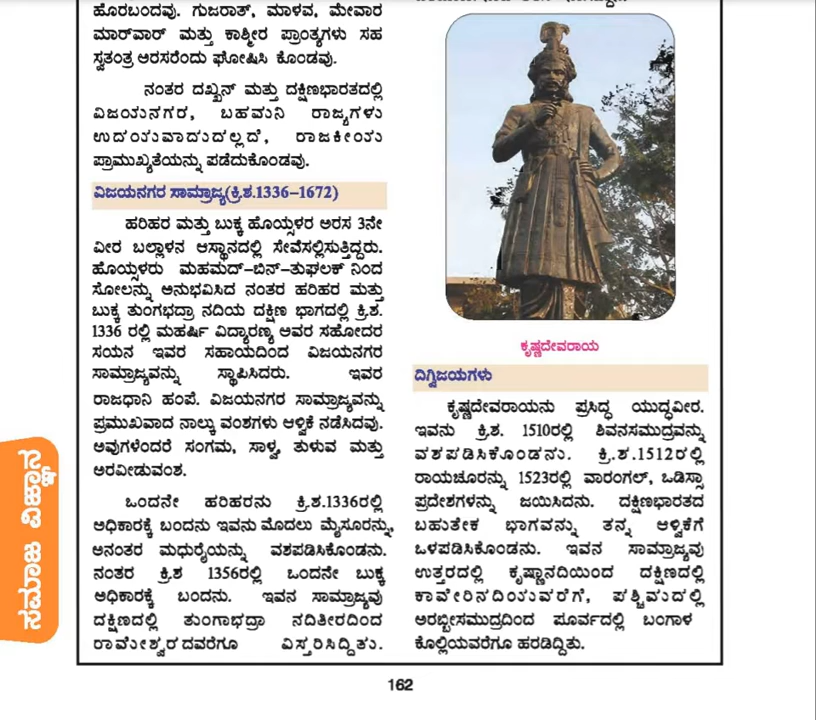 ಹೊರಬಂದವು. ಗುಜರಾತ್, ಮಾಳವ, ಮೇವಾರ
ಮಾರ್‌ವಾರ್ ಮತ್ತು ಕಾಶ್ಮೀರ ಪ್ರಾಂತ್ಯಗಳು ಸಹ
ಸ್ವತಂತ್ರ ಅರಸರೆಂದು ಘೋಷಿಸಿ ಕೊಂಡವು.
ನಂತರ ದಖ್ಖನ್ ಮತ್ತು ದಕ್ಷಿಣಭಾರತದಲ್ಲಿ
ವಿಜಯನಗರ, ಬಹಮನಿ ರಾಜ್ಯಗಳು
ಉದಯವಾದುದಲ್ಲದೆ, ರಾಜಕೀಯ
ಪ್ರಾಮುಖ್ಯತೆಯನ್ನು ಪಡೆದುಕೊಂಡವು.
ವಿಜಯನಗರ ಸಾಮ್ರಾಜ್ಯ(ಕ್ರಿ.ಶ.1336–1672)
ಹರಿಹರ ಮತ್ತು ಬುಕ್ಕ ಹೊಯ್ಸಳರ ಅರಸ 3ನೇ
ವೀರ ಬಲ್ಲಾಳನ ಆಸ್ಥಾನದಲ್ಲಿ ಸೇವೆಸಲ್ಲಿಸುತ್ತಿದ್ದರು.
ಹೊಯ್ಸಳರು ಮಹಮದ್–ಬಿನ್–ತುಘಲಕ್ ನಿಂದ
ಸೋಲನ್ನು ಅನುಭವಿಸಿದ ನಂತರ ಹರಿಹರ ಮತ್ತು
ಬುಕ್ಕ ತುಂಗಭದ್ರಾ ನದಿಯ ದಕ್ಷಿಣ ಭಾಗದಲ್ಲಿ ಕ್ರಿ.ಶ.
1336 ರಲ್ಲಿ ಮಹರ್ಷಿ ವಿದ್ಯಾರಣ್ಯ ಅವರ ಸಹೋದರ
ಸಯನ ಇವರ ಸಹಾಯದಿಂದ ವಿಜಯನಗರ
ಸಾಮ್ರಾಜ್ಯವನ್ನು ಸ್ಥಾಪಿಸಿದರು. ಇವರ
ರಾಜಧಾನಿ ಹಂಪೆ. ವಿಜಯನಗರ ಸಾಮ್ರಾಜ್ಯವನ್ನು
ಪ್ರಮುಖವಾದ ನಾಲ್ಕು ವಂಶಗಳು ಆಳ್ವಿಕೆ ನಡೆಸಿದವು.
ಅವುಗಳೆಂದರೆ ಸಂಗಮ, ಸಾಳ್ವ, ತುಳುವ ಮತ್ತು
ಅರವೀಡುವಂಶ.
ಒಂದನೇ ಹರಿಹರನು ಕ್ರಿ.ಶ.1336ರಲ್ಲಿ
ಅಧಿಕಾರಕ್ಕೆ ಬಂದನು ಇವನು ಮೊದಲು ಮೈಸೂರನ್ನು,
ಅನಂತರ ಮಧುರೈಯನ್ನು ವಶಪಡಿಸಿಕೊಂಡನು.
ನಂತರ ಕ್ರಿ.ಶ 1356ರಲ್ಲಿ ಒಂದನೇ ಬುಕ್ಕ
ಅಧಿಕಾರಕ್ಕೆ ಬಂದನು. ಇವನ ಸಾಮ್ರಾಜ್ಯವು
ದಕ್ಷಿಣದಲ್ಲಿ ತುಂಗಾಭದ್ರಾ ನದಿತೀರದಿಂದ
ರಾಮೇಶ್ವರದವರೆಗೂ ವಿಸ್ತರಿಸಿದ್ದಿತು.
ಕೃಷ್ಣದೇವರಾಯ
ದಿಗ್ವಿಜಯಗಳು
ಕೃಷ್ಣದೇವರಾಯನು ಪ್ರಸಿದ್ಧ ಯುದ್ಧವೀರ.
ಇವನು ಕ್ರಿ.ಶ. 1510ರಲ್ಲಿ ಶಿವನಸಮುದ್ರವನ್ನು
ವಶಪಡಿಸಿಕೊಂಡನು. ಕ್ರಿ.ಶ.1512ರಲ್ಲಿ
ರಾಯಚೂರನ್ನು 1523ರಲ್ಲಿ ವಾರಂಗಲ್, ಒಡಿಸ್ಸಾ
ಪ್ರದೇಶಗಳನ್ನು ಜಯಿಸಿದನು. ದಕ್ಷಿಣಭಾರತದ
ಬಹುತೇಕ ಭಾಗವನ್ನು ತನ್ನ ಆಳ್ವಿಕೆಗೆ
ಒಳಪಡಿಸಿಕೊಂಡನು. ಇವನ ಸಾಮ್ರಾಜ್ಯವು
ಉತ್ತರದಲ್ಲಿ ಕೃಷ್ಣಾನದಿಯಿಂದ ದಕ್ಷಿಣದಲ್ಲಿ
ಕಾವೇರಿನದಿಯವರೆಗೆ, ಪಶ್ಚಿಮದಲ್ಲಿ
ಅರಬ್ಬೀಸಮುದ್ರದಿಂದ ಪೂರ್ವದಲ್ಲಿ ಬಂಗಾಳ
ಕೊಲ್ಲಿಯವರೆಗೂ ಹರಡಿದ್ದಿತು.
ಸಮಾಜ ವಿಜ್ಞಾನ
162